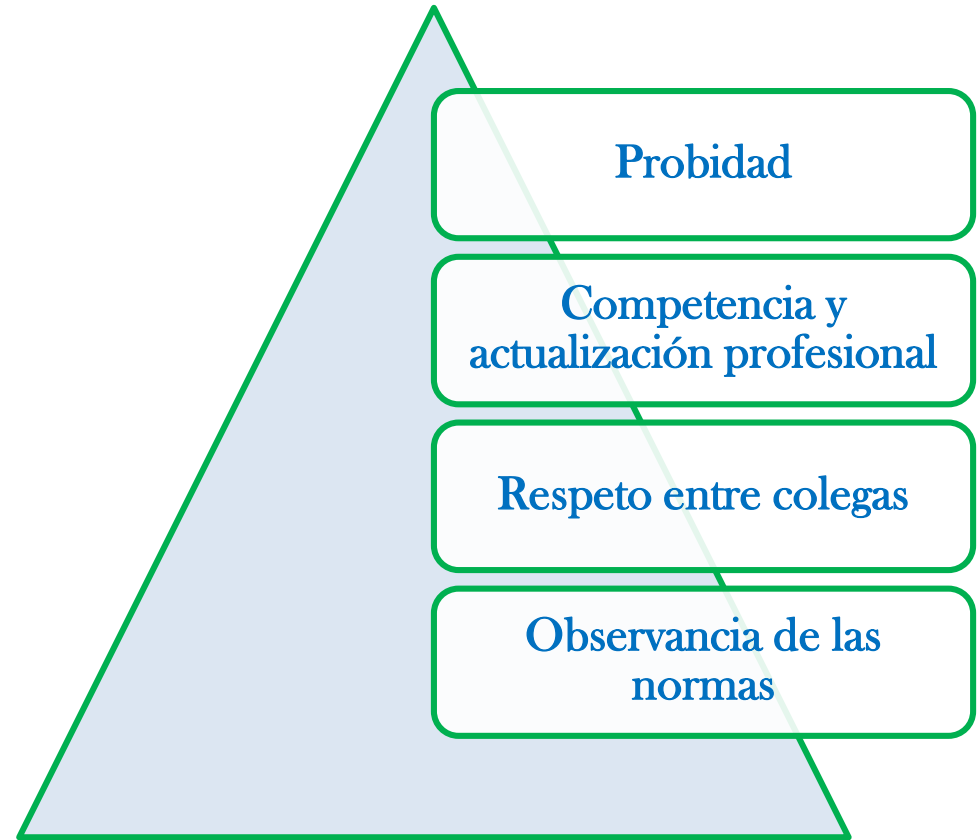 Probidad
Competencia y
actualización profesional
Respeto entre colegas
Observancia de las
normas